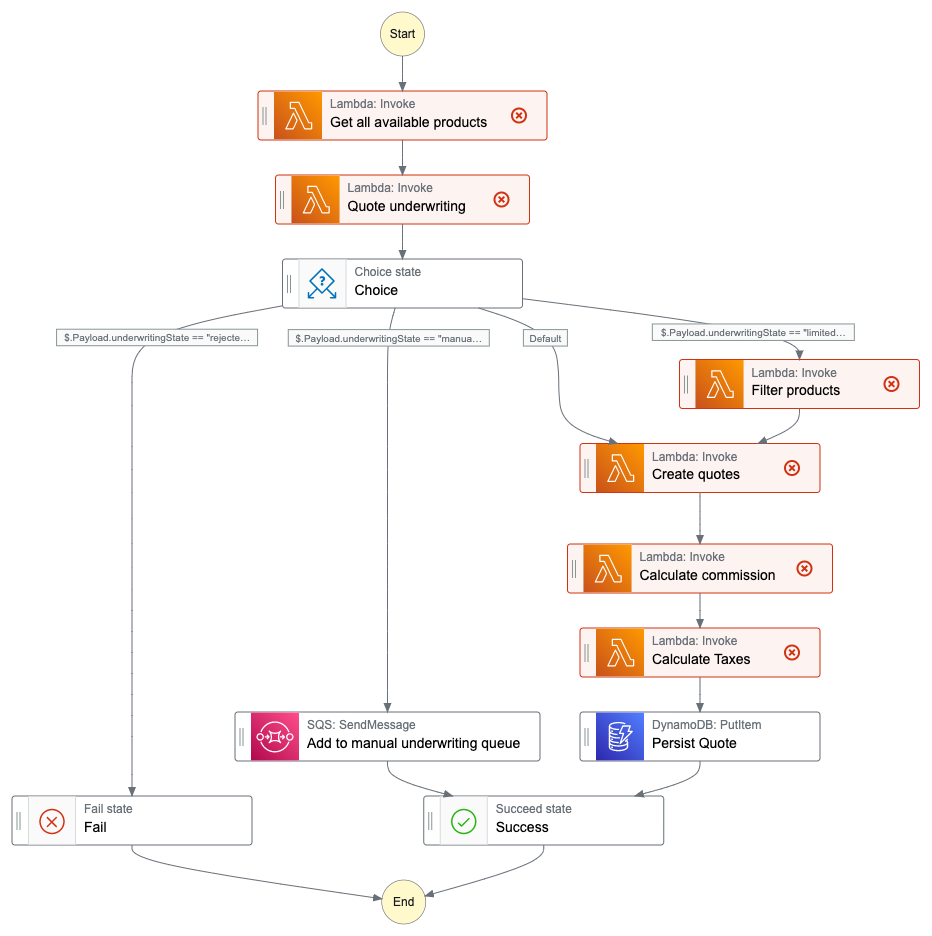 Start
Lambda: Invoke
Get all available products
Lambda: Invoke
Quote underwriting
Choice state
Choice
$.Payload.underwritingState == "rejecte...
$.Payload.underwritingState == "manua...
Default
$.Payload.underwritingState == "limited...
Lambda: Invoke
Filter products
Lambda: Invoke
Create quotes
Lambda: Invoke
Calculate commission
Lambda: Invoke
Calculate Taxes
SQS: SendMessage
Add to manual underwriting queue
DynamoDB: PutItem
Persist Quote
Fail state
Fail
Succeed state
Success
End